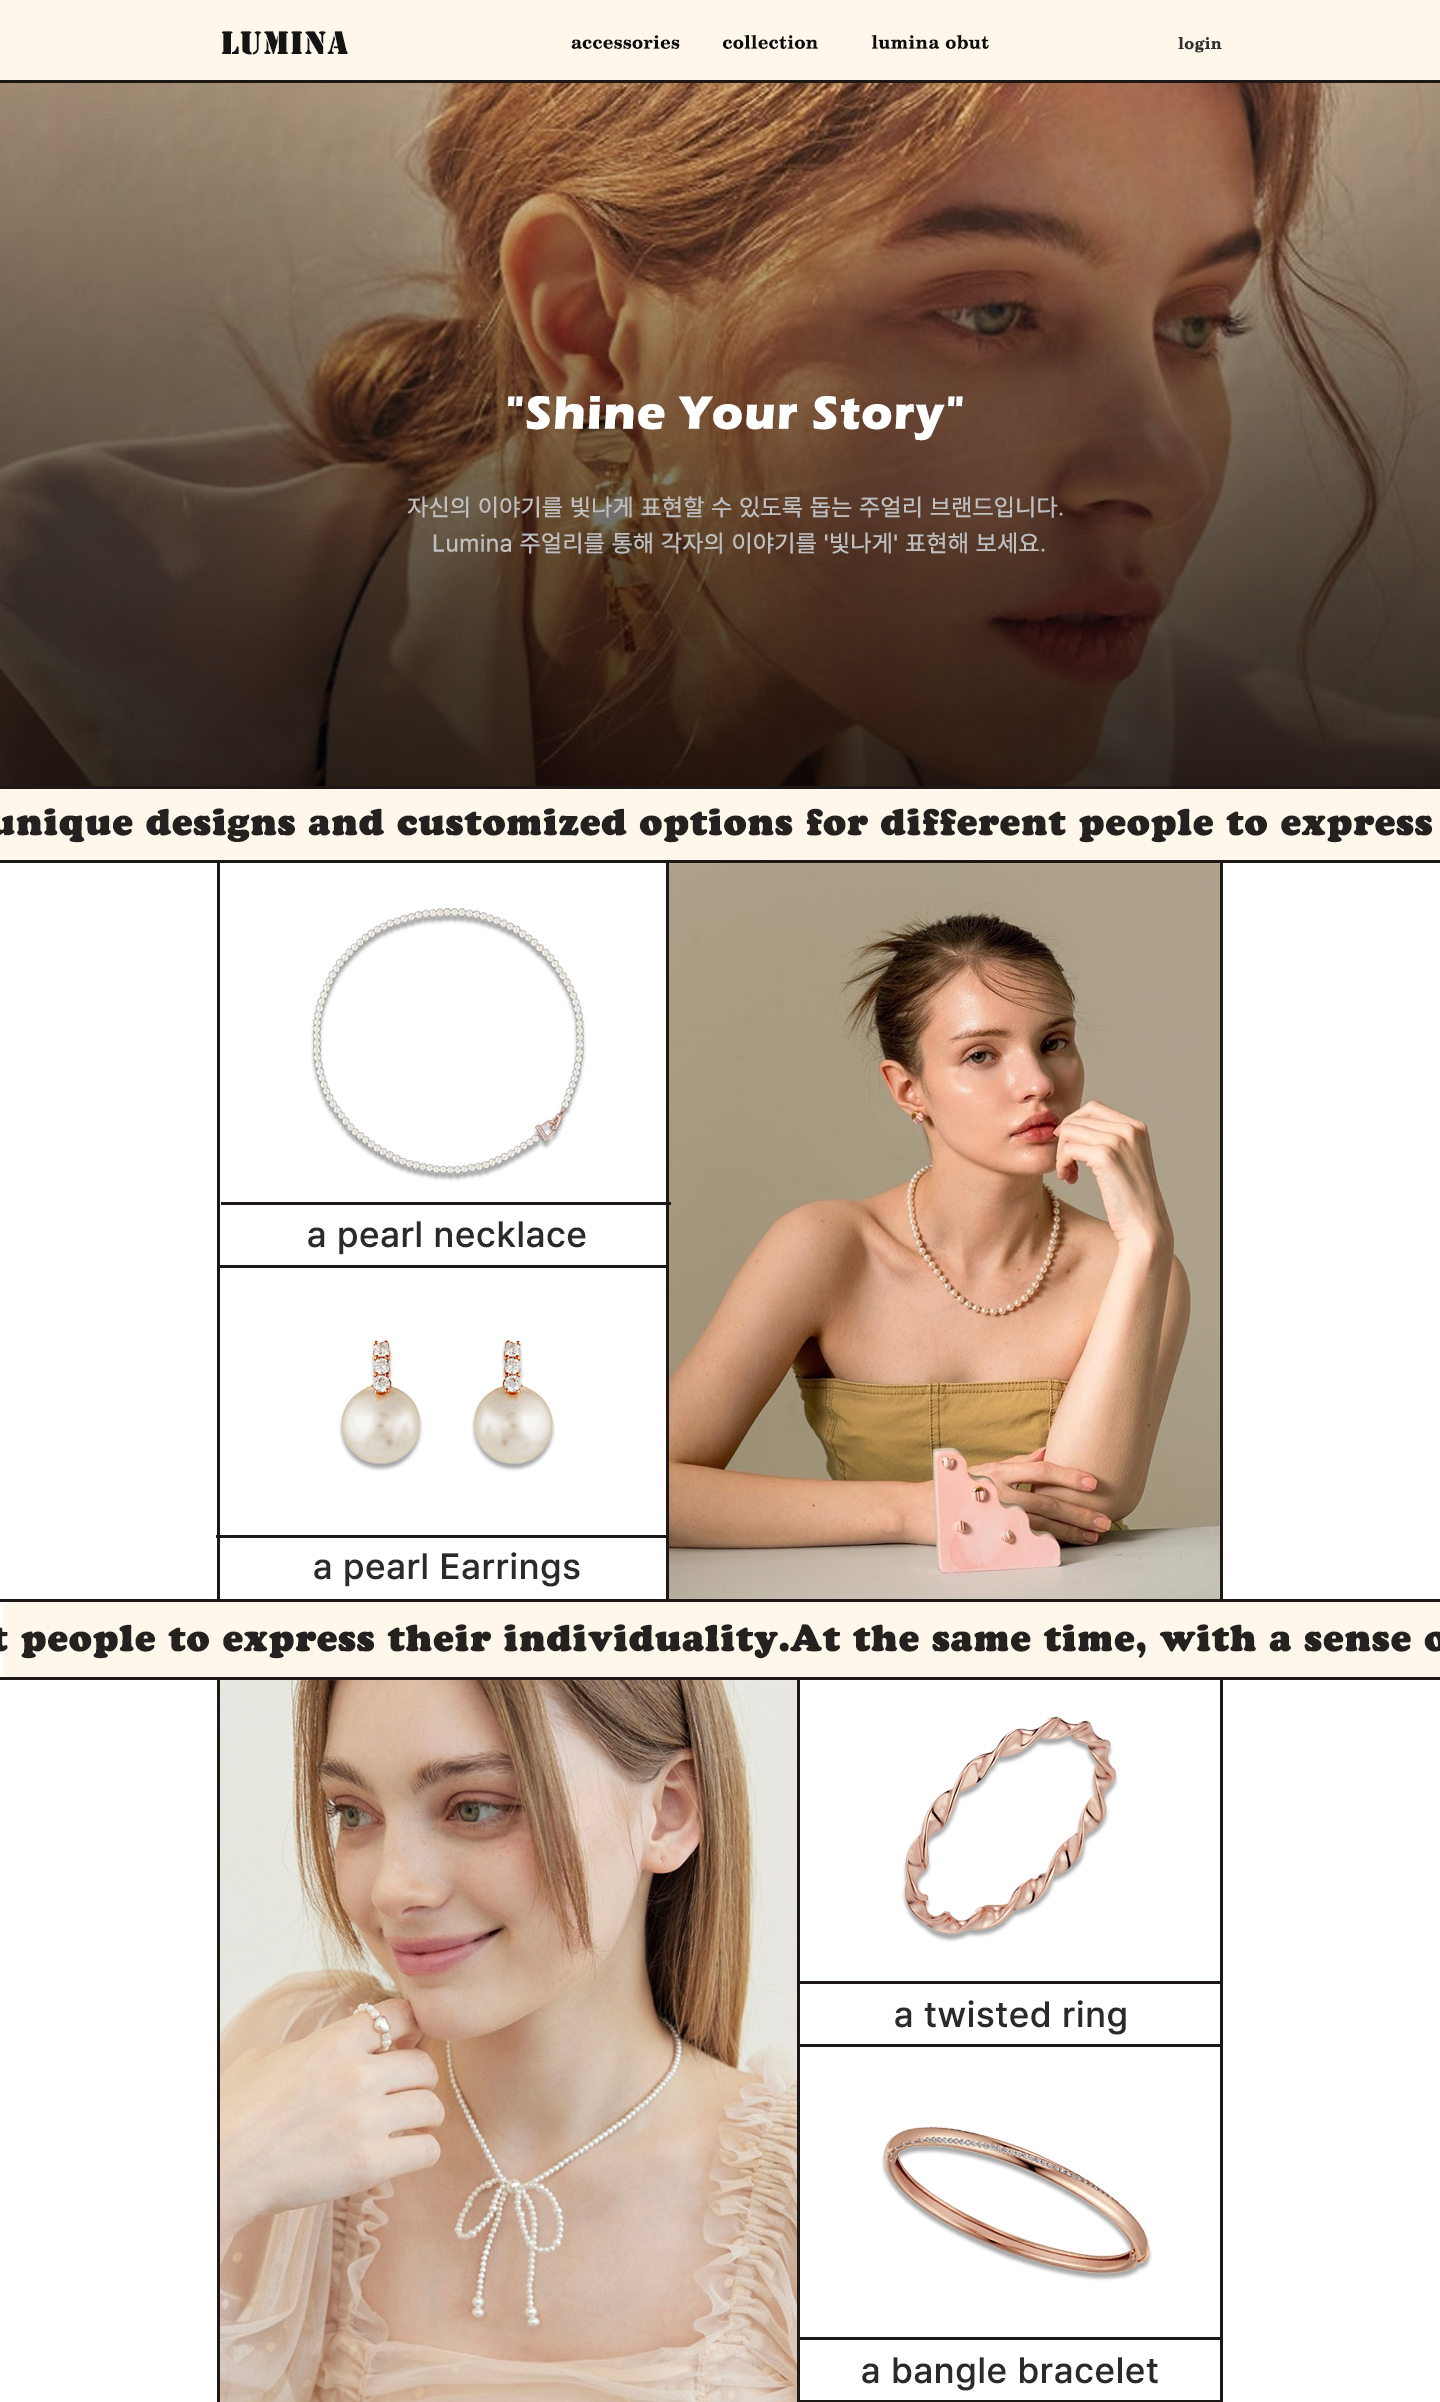 LUMINA
accessories collection lumina obut login
"Shine Your Story"
자신의 이야기를 빛나게 표현할 수 있도록 돕는 주얼리 브랜드입니다.
Lumina 주얼리를 통해 각자의 이야기를 '빛나게' 표현해 보세요.
unique designs and customized options for different people to express
a pearl necklace
a pearl Earrings
t people to express their individuality.At the same time, with a sense o
a twisted ring
a bangle bracelet